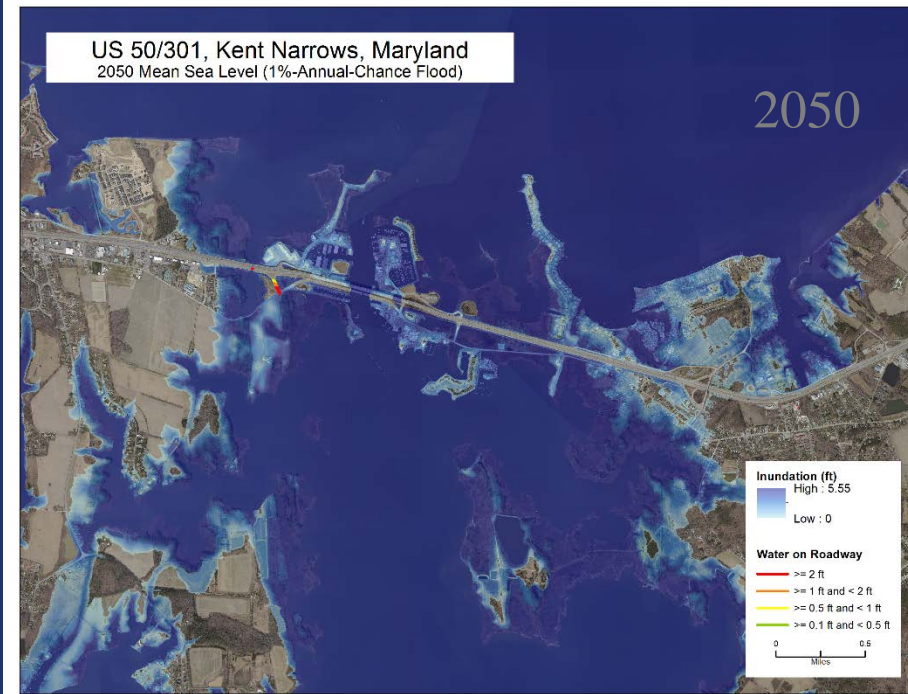 US 50/301, Kent Narrows, Maryland
2050 Mean Sea Level (1%-Annual-Chance Flood)
2050
Inundation (ft)
High : 5.55
Low : 0
Water on Roadway
>= 2 ft
>= 1 ft and < 2 ft
>= 0.5 ft and < 1 ft
>= 0.1 ft and < 0.5 ft
0 0.5
Miles